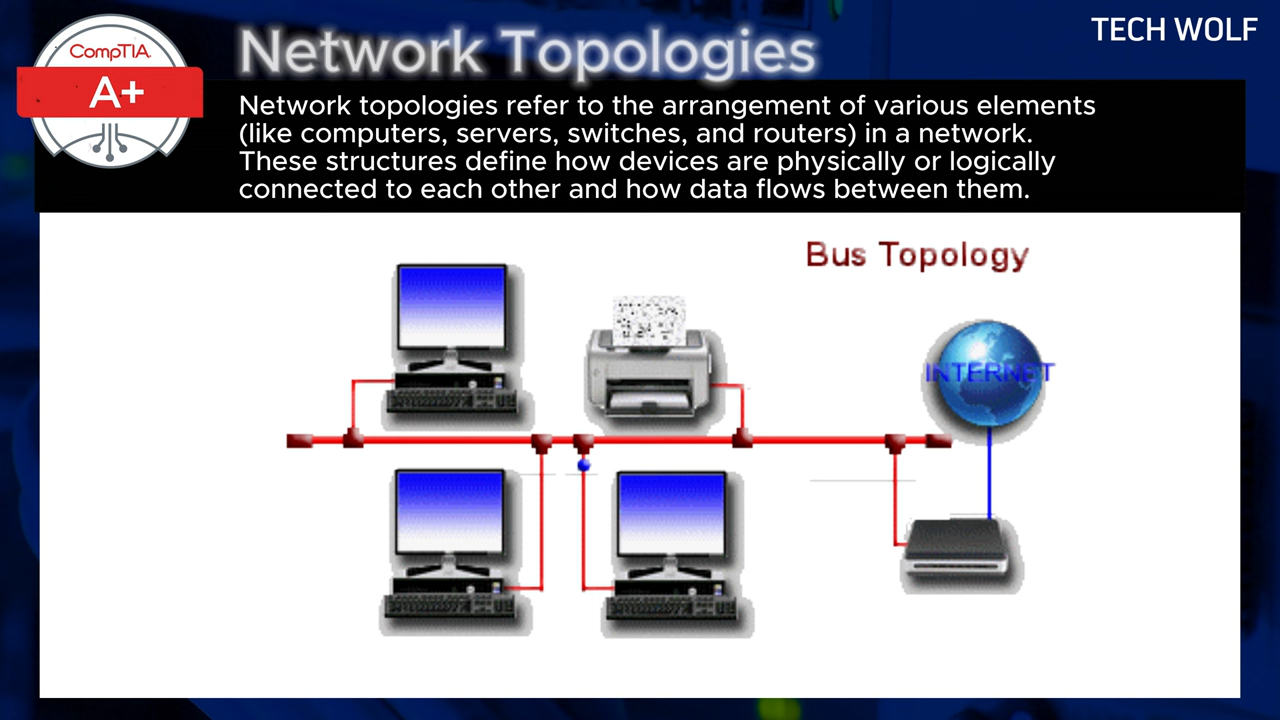 CompTIA.
A+
Network Topologies
TECH WOLF
Network topologies refer to the arrangement of various elements
(like computers, servers, switches, and routers) in a network.
These structures define how devices are physically or logically
connected to each other and how data flows between them.
Bus Topology
INTERNET